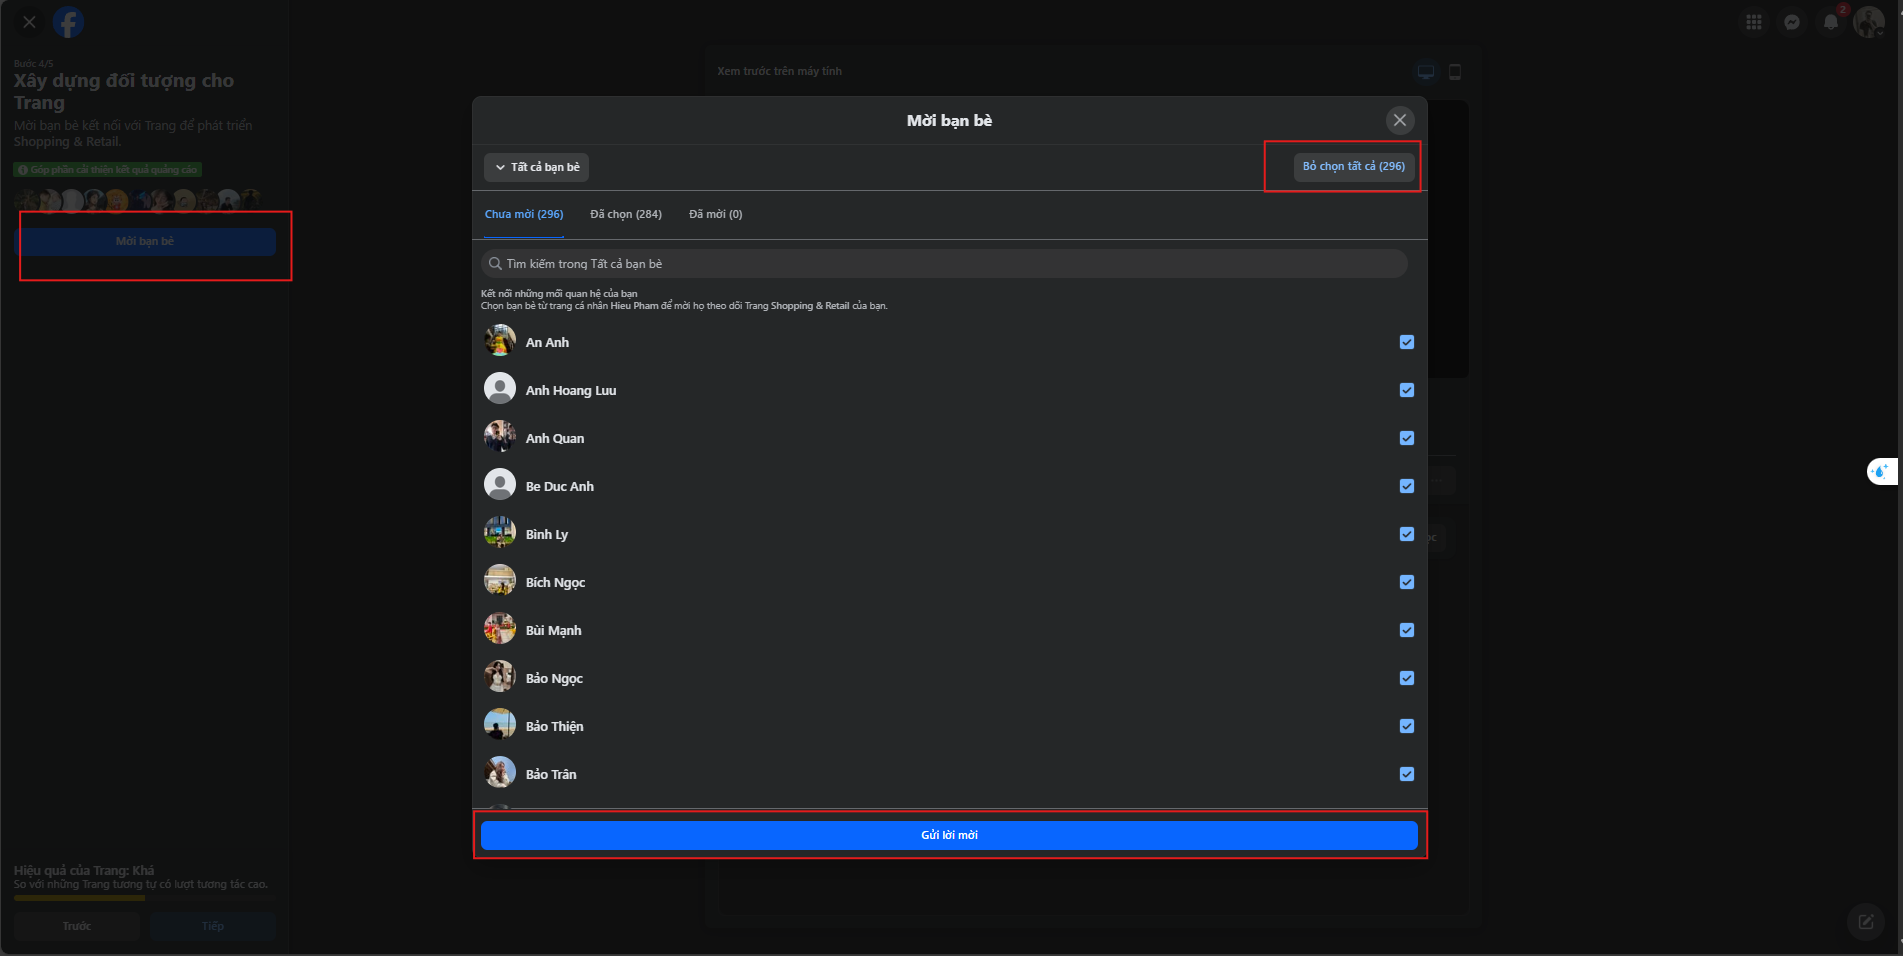 Bước 4/5
Xây dựng đối tượng cho
Trang
Mời bạn bè kết nối với Trang để phát triển
Shopping & Retail.
Góp phần cải thiện kết quả quảng cáo
Mời bạn bè
Hiệu quả của Trang: Khá
So với những Trang tương tự có lượt tương tác cao.
Trước
Tiếp
2
Xem trước trên máy tính
Mời bạn bè
Tất cả bạn bè
Bỏ chọn tất cả (296)
Chưa mời (296)
Đã chọn (284)
Đã mời (0)
Tìm kiếm trong Tất cả bạn bè
Kết nối những mối quan hệ của bạn
Chọn bạn bè từ trang cá nhân Hieu Pham để mời họ theo dõi Trang Shopping & Retail của bạn.
An Anh
Anh Hoang Luu
Anh Quan
Be Duc Anh
Bình Ly
Bích Ngọc
Bùi Mạnh
Bảo Ngọc
Bảo Thiện
Bảo Trân
Gửi lời mời